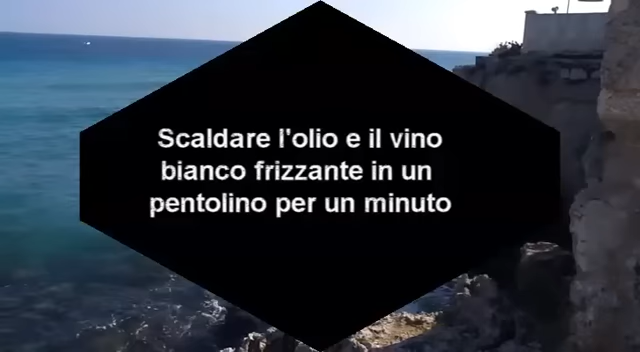 Scaldare l'olio e il vino
bianco frizzante in un
pentolino per un minuto